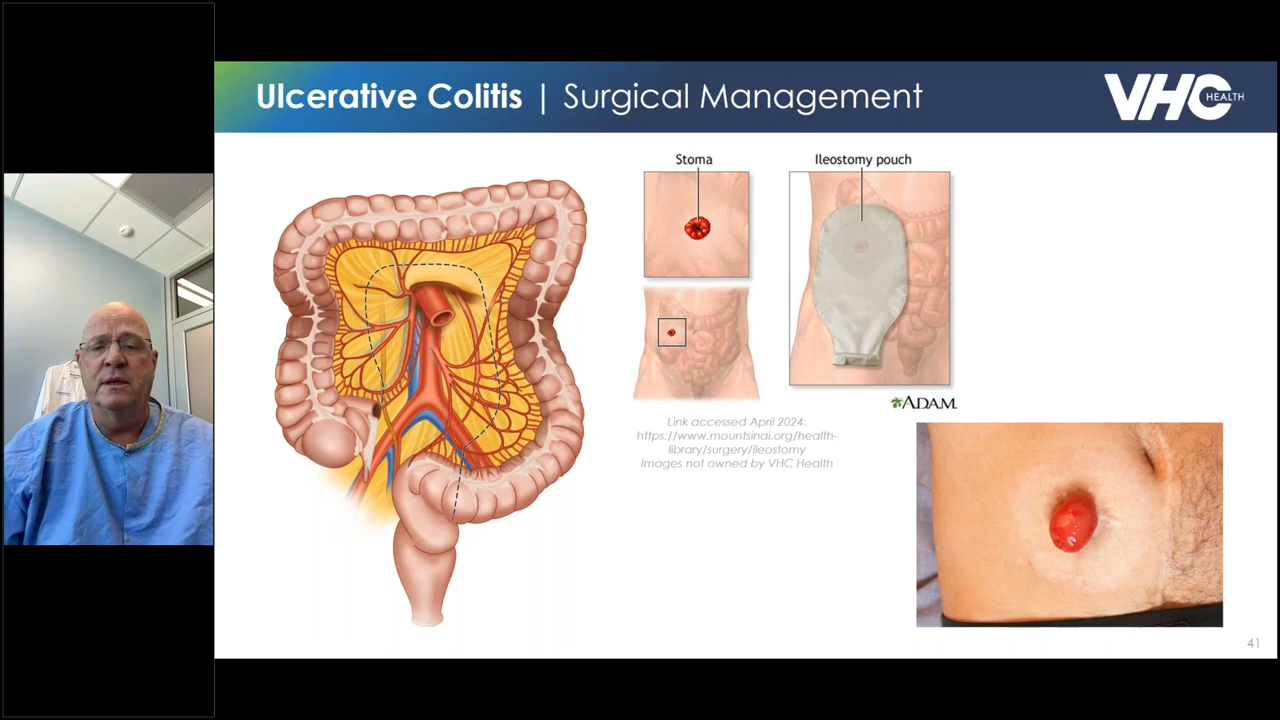 Ulcerative Colitis | Surgical Management
VHC HEALTH
Stoma
Ileostomy pouch
ADAM.
Link accessed April 2024:
https://www.mountsinai.org/health-
library/surgery/ileostomy
Images not owned by VHC Health
41